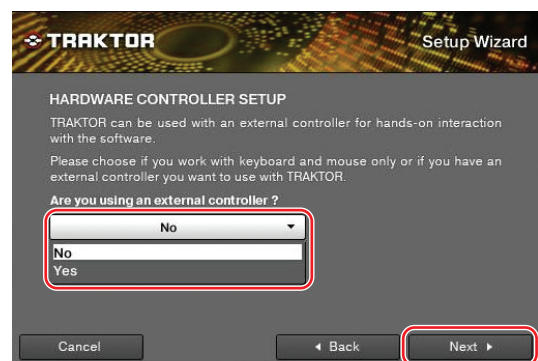 TRAKTOR
Setup Wizard
HARDWARE CONTROLLER SETUP
TRAKTOR can be used with an external controller for hands-on interaction
with the software.
Please choose if you work with keyboard and mouse only or if you have an
external controller you want to use with TRAKTOR.
Are you using an external controller ?
No
No
Yes
Cancel
Back
Next